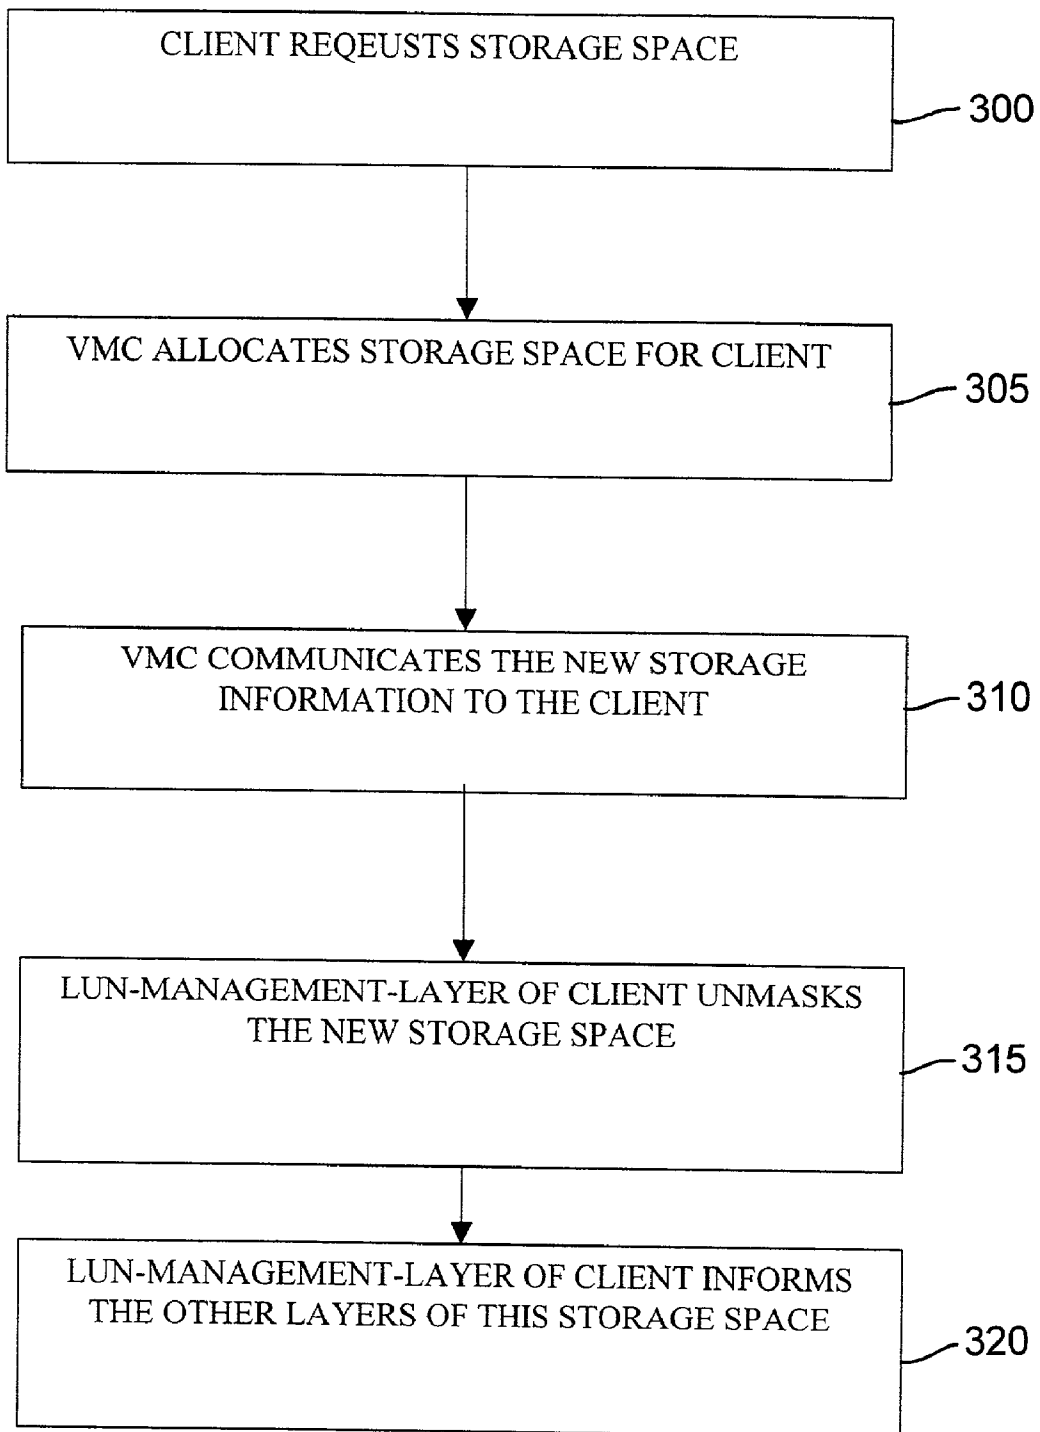 CLIENT REQEUSTS STORAGE SPACE
300
VMC ALLOCATES STORAGE SPACE FOR CLIENT
305
VMC COMMUNICATES THE NEW STORAGE
INFORMATION TO THE CLIENT
310
LUN-MANAGEMENT-LAYER OF CLIENT UNMASKS
THE NEW STORAGE SPACE
315
LUN-MANAGEMENT-LAYER OF CLIENT INFORMS
THE OTHER LAYERS OF THIS STORAGE SPACE
320